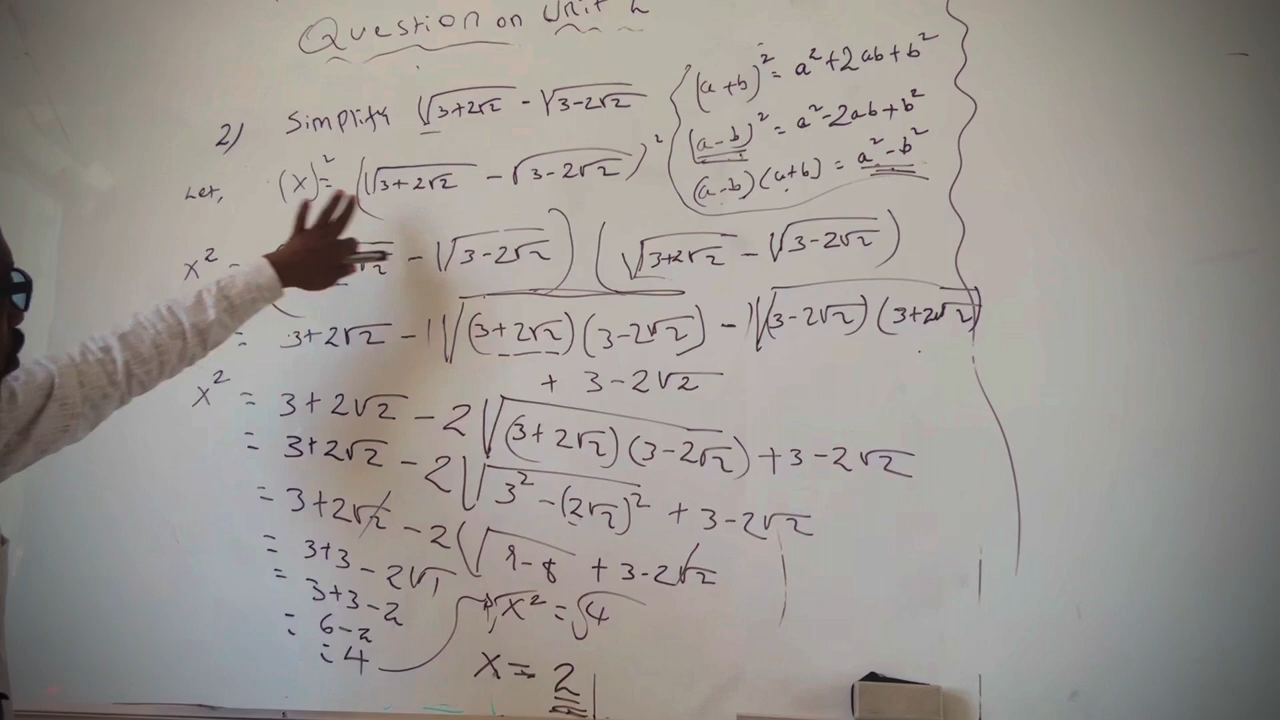 Question on Unit 2
2) Simplify √(3+2√2) - √(3-2√2)
(a+b)² = a²+2ab+b²
(a-b)² = a²-2ab+b²
(a-b)(a+b) = a²-b²
Let, (x)² = (√(3+2√2) - √(3-2√2))²
x² = √2 - √(3-2√2)) (√(3+2√2) - √(3-2√2))
= 3+2√2 - √((3+2√2)(3-2√2)) - √((3-2√2)(3+2√2))
+ 3-2√2
x² = 3+2√2 - 2√((3+2√2)(3-2√2)) + 3-2√2
= 3+2√2 - 2√(3²-(2√2)²) + 3-2√2
= 3+2√2 - 2(√(9-8) + 3-2√2
= 3+3 - 2√1
= 3+3-2
= 6-2
= 4
√x² = √4
x = 2